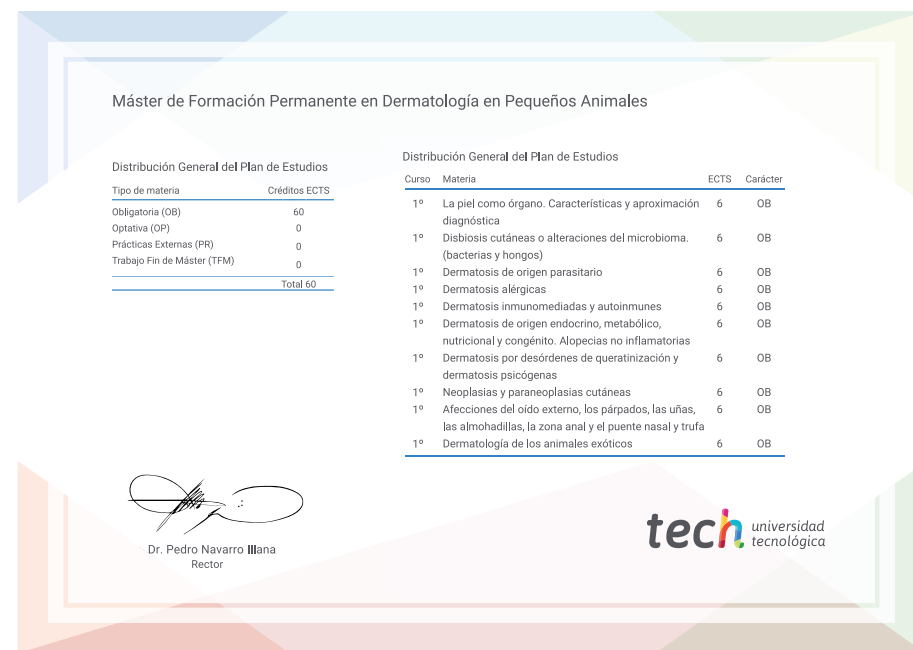 Máster de Formación Permanente en Dermatología en Pequeños Animales
Distribución General del Plan de Estudios
Tipo de materia Créditos ECTS
Obligatoria (OB) 60
Optativa (OP) 0
Prácticas Externas (PR) 0
Trabajo Fin de Máster (TFM) 0
Total 60
Distribución General del Plan de Estudios
Curso Materia ECTS Carácter
1º La piel como órgano. Características y aproximación 6 OB
diagnóstica
1º Disbiosis cutáneas o alteraciones del microbioma. 6 OB
(bacterias y hongos)
1º Dermatosis de origen parasitario 6 OB
1º Dermatosis alérgicas 6 OB
1º Dermatosis inmunomediadas y autoinmunes 6 OB
1º Dermatosis de origen endocrino, metabólico, 6 OB
nutricional y congénito. Alopecias no inflamatorias
1º Dermatosis por desórdenes de queratinización y 6 OB
dermatosis psicógenas
1º Neoplasias y paraneoplasias cutáneas 6 OB
1º Afecciones del oído externo, los párpados, las uñas, 6 OB
las almohadillas, la zona anal y el puente nasal y trufa
1º Dermatología de los animales exóticos 6 OB
Dr. Pedro Navarro Illana
Rector
tech universidad
tecnológica